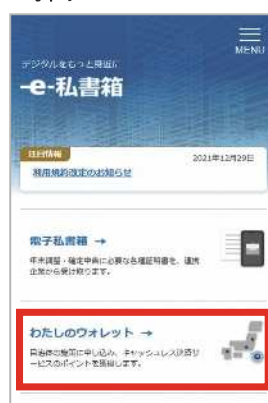 MENU
デジタルをもっと身近に
-e-私書箱
注目情報
2021年12月29日
利用規約改定のお知らせ
電子私書箱 →
年末調整・確定申告に必要な各種証明書を、連携
企業から受け取ります。
わたしのウォレット →
自治体の施策に申し込み、キャッシュレス決済サ
ービスのポイントを獲得します。